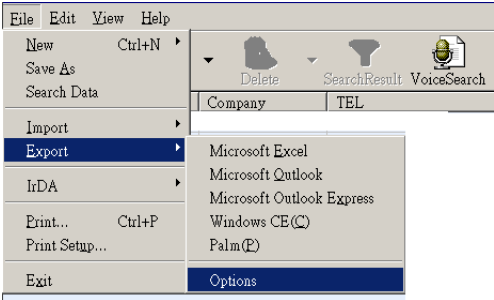 File Edit View Help
New Ctrl+N
Save As
Search Data
Import
Export
IrDA
Print... Ctrl+P
Print Setup...
Exit
Delete SearchResult VoiceSearch
Company TEL
Microsoft Excel
Microsoft Outlook
Microsoft Outlook Express
Windows CE(C)
Palm(P)
Options